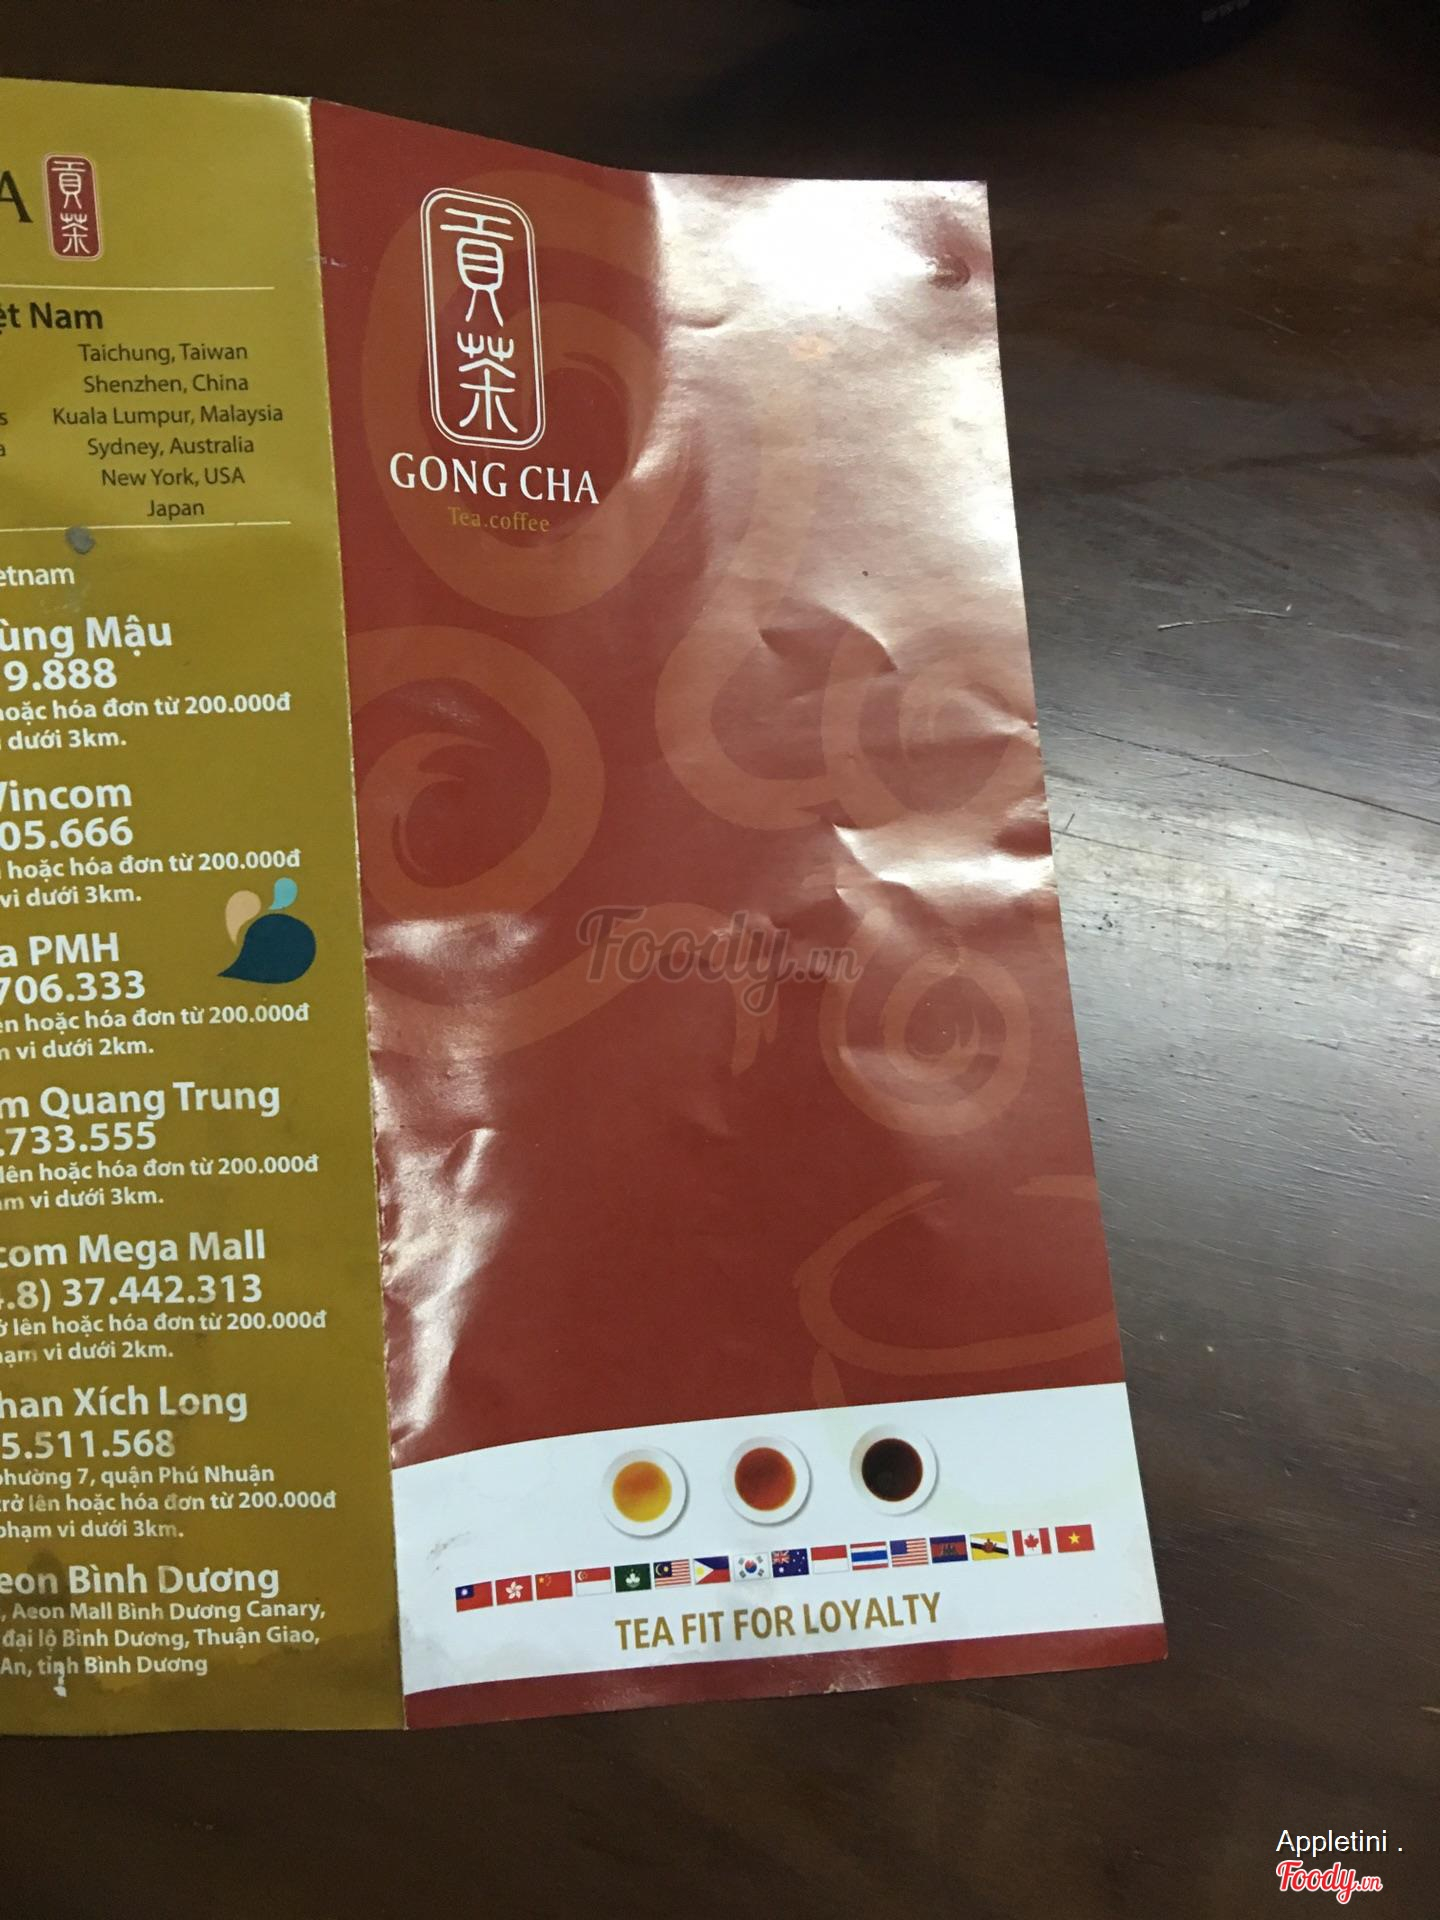 A 貢茶
ệt Nam
Taichung, Taiwan
Shenzhen, China
s Kuala Lumpur, Malaysia
a Sydney, Australia
New York, USA
Japan
etnam
ùng Mậu
9.888
hoặc hóa đơn từ 200.000đ
dưới 3km.
Vincom
05.666
hoặc hóa đơn từ 200.000đ
vi dưới 3km.
a PMH
706.333
ên hoặc hóa đơn từ 200.000đ
m vi dưới 2km.
m Quang Trung
.733.555
lên hoặc hóa đơn từ 200.000đ
ạm vi dưới 3km.
com Mega Mall
4.8) 37.442.313
ở lên hoặc hóa đơn từ 200.000đ
hạm vi dưới 2km.
han Xích Long
5.511.568
phường 7, quận Phú Nhuận
trở lên hoặc hóa đơn từ 200.000đ
phạm vi dưới 3km.
eon Bình Dương
, Aeon Mall Bình Dương Canary,
đại lộ Bình Dương, Thuận Giao,
An, tỉnh Bình Dương
貢茶
GONG CHA
Tea.coffee
Foody.vn
TEA FIT FOR LOYALTY
Appletini .
Foody.vn